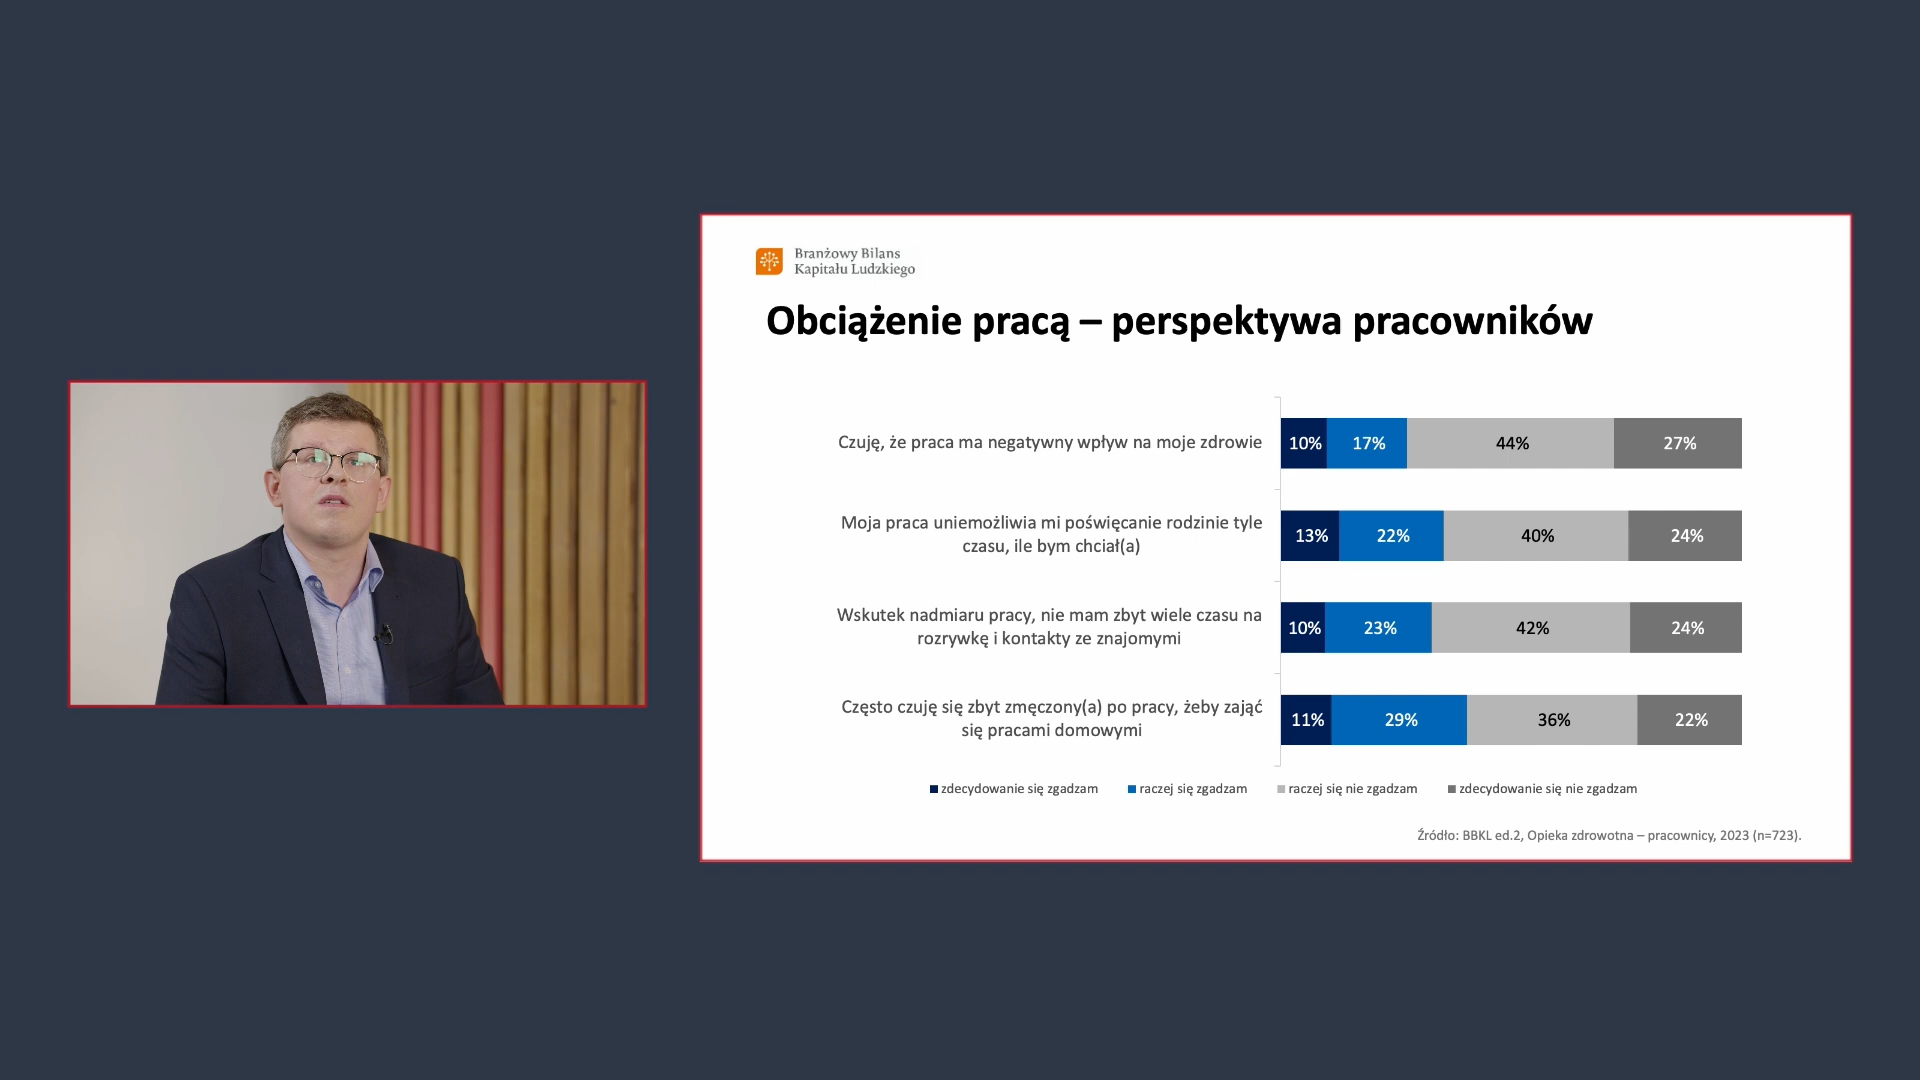 Branżowy Bilans
Kapitału Ludzkiego
Obciążenie pracą – perspektywa pracowników
Czuję, że praca ma negatywny wpływ na moje zdrowie
10% 17% 44% 27%
Moja praca uniemożliwia mi poświęcanie rodzinie tyle
czasu, ile bym chciał(a)
13% 22% 40% 24%
Wskutek nadmiaru pracy, nie mam zbyt wiele czasu na
rozrywkę i kontakty ze znajomymi
10% 23% 42% 24%
Często czuję się zbyt zmęczony(a) po pracy, żeby zająć
się pracami domowymi
11% 29% 36% 22%
zdecydowanie się zgadzam raczej się zgadzam raczej się nie zgadzam zdecydowanie się nie zgadzam
Źródło: BBKL ed.2, Opieka zdrowotna – pracownicy, 2023 (n=723).